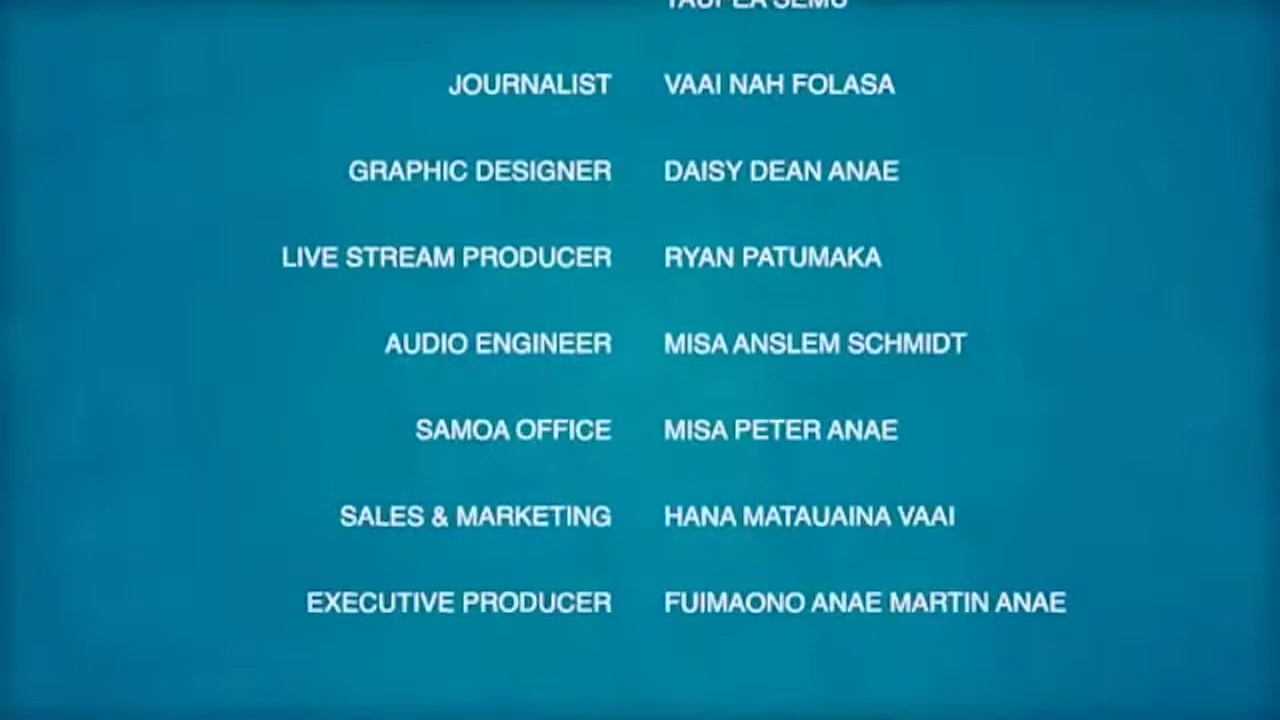 JOURNALIST VAAI NAH FOLASA
GRAPHIC DESIGNER DAISY DEAN ANAE
LIVE STREAM PRODUCER RYAN PATUMAKA
AUDIO ENGINEER MISA ANSLEM SCHMIDT
SAMOA OFFICE MISA PETER ANAE
SALES & MARKETING HANA MATAUAINA VAAI
EXECUTIVE PRODUCER FUIMAONO ANAE MARTIN ANAE